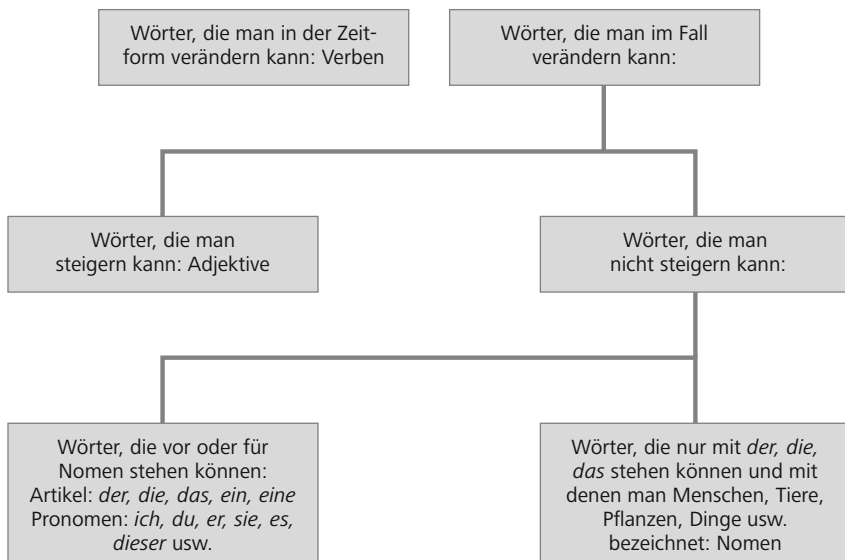 Wörter, die man in der Zeit-
form verändern kann: Verben
Wörter, die man im Fall
verändern kann:
Wörter, die man
steigern kann: Adjektive
Wörter, die man
nicht steigern kann:
Wörter, die vor oder für
Nomen stehen können:
Artikel: der, die, das, ein, eine
Pronomen: ich, du, er, sie, es,
dieser usw.
Wörter, die nur mit der, die,
das stehen können und mit
denen man Menschen, Tiere,
Pflanzen, Dinge usw.
bezeichnet: Nomen